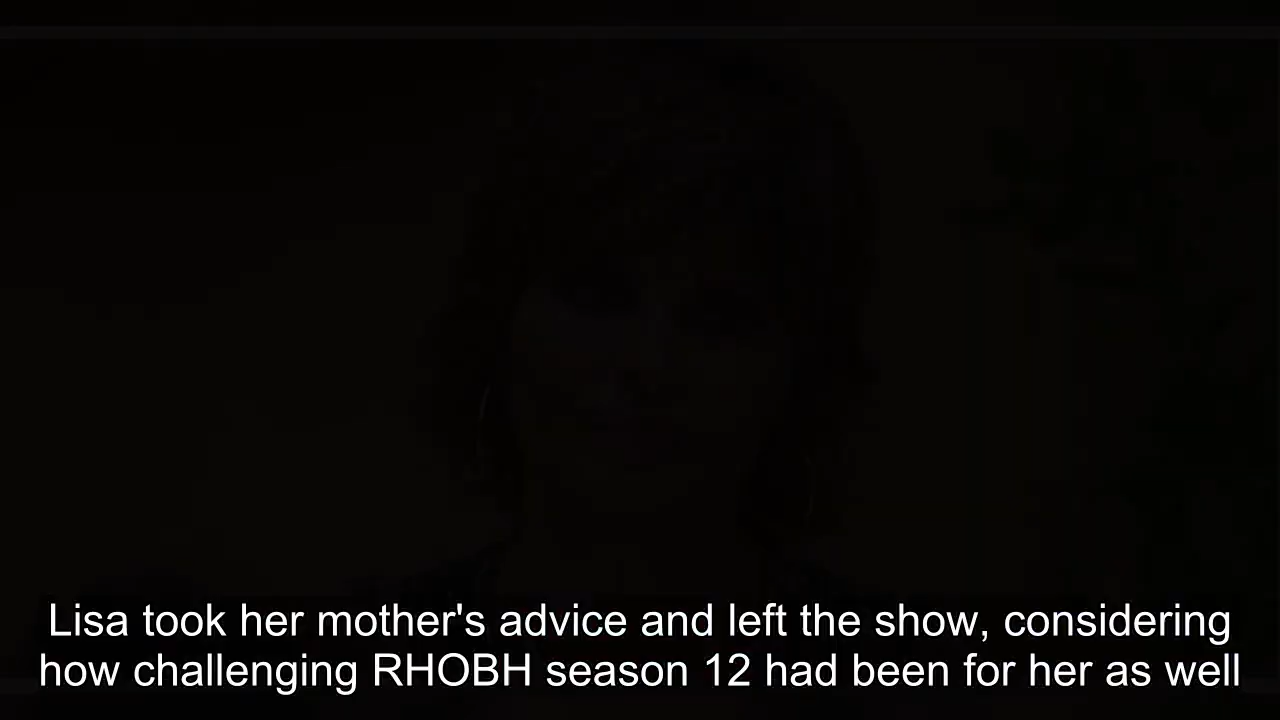 Lisa took her mother's advice and left the show, considering
how challenging RHOBH season 12 had been for her as well